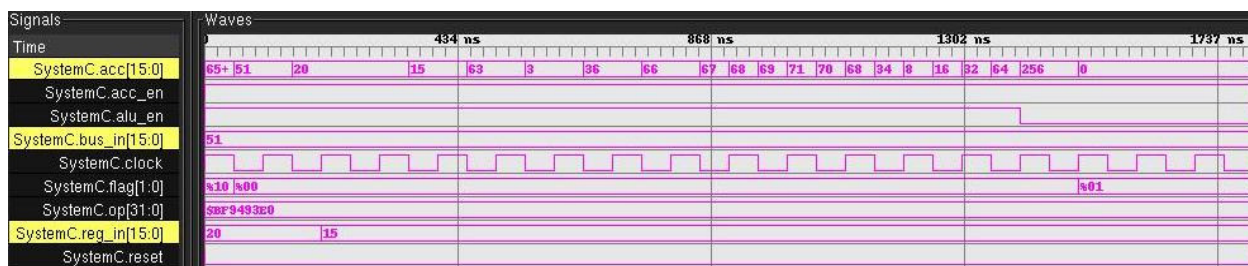 Signals Waves
Time 0 434 ns 868 ns 1302 ns 1737 ns
SystemC.acc[15:0] 65+ 51 20 15 63 3 36 66 67 68 69 71 70 68 34 8 16 32 64 256 0
SystemC.acc_en
SystemC.alu_en
SystemC.bus_in[15:0] 51
SystemC.clock
SystemC.flag[1:0] %10 %00 %01
SystemC.op[31:0] $BF9493E0
SystemC.reg_in[15:0] 20 15
SystemC.reset